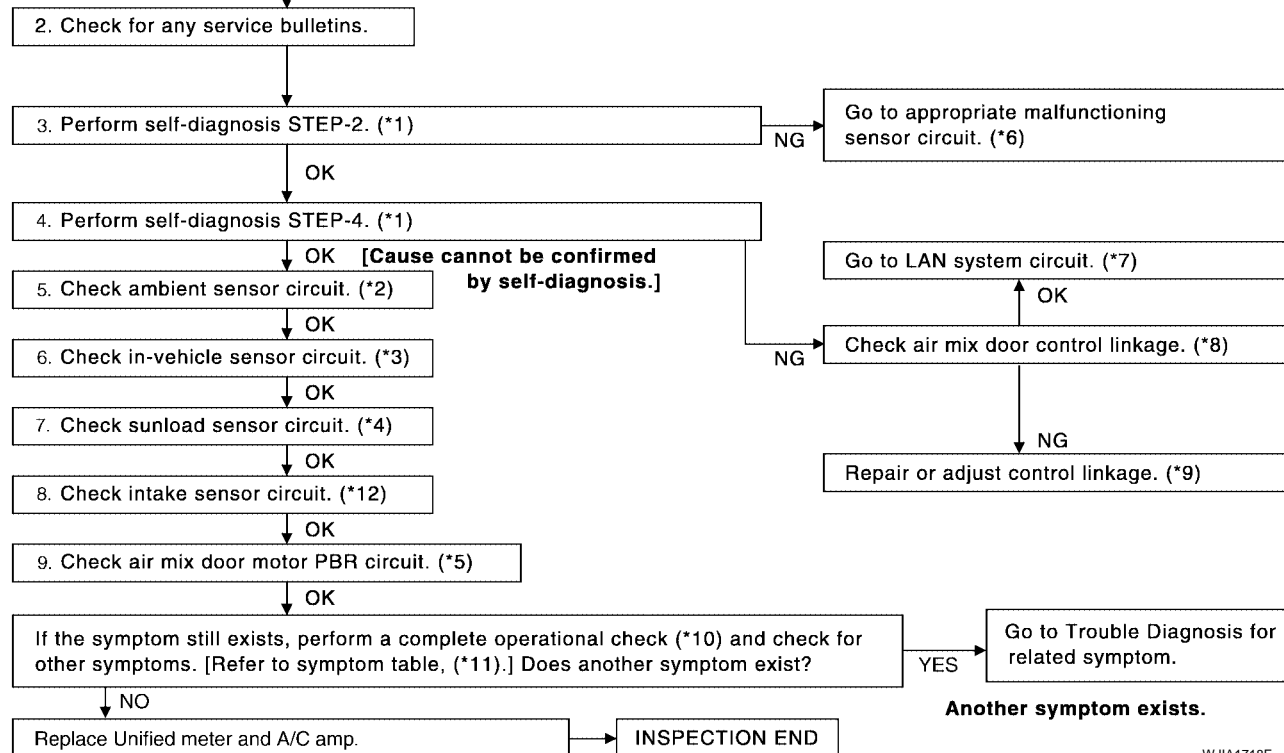 2. Check for any service bulletins.
3. Perform self-diagnosis STEP-2. (*1)
NG
Go to appropriate malfunctioning
sensor circuit. (*6)
OK
4. Perform self-diagnosis STEP-4. (*1)
OK [Cause cannot be confirmed
by self-diagnosis.]
Go to LAN system circuit. (*7)
OK
NG
Check air mix door control linkage. (*8)
NG
Repair or adjust control linkage. (*9)
5. Check ambient sensor circuit. (*2)
OK
6. Check in-vehicle sensor circuit. (*3)
OK
7. Check sunload sensor circuit. (*4)
OK
8. Check intake sensor circuit. (*12)
OK
9. Check air mix door motor PBR circuit. (*5)
OK
If the symptom still exists, perform a complete operational check (*10) and check for
other symptoms. [Refer to symptom table, (*11).] Does another symptom exist?
YES
Go to Trouble Diagnosis for
related symptom.
Another symptom exists.
NO
Replace Unified meter and A/C amp.
INSPECTION END